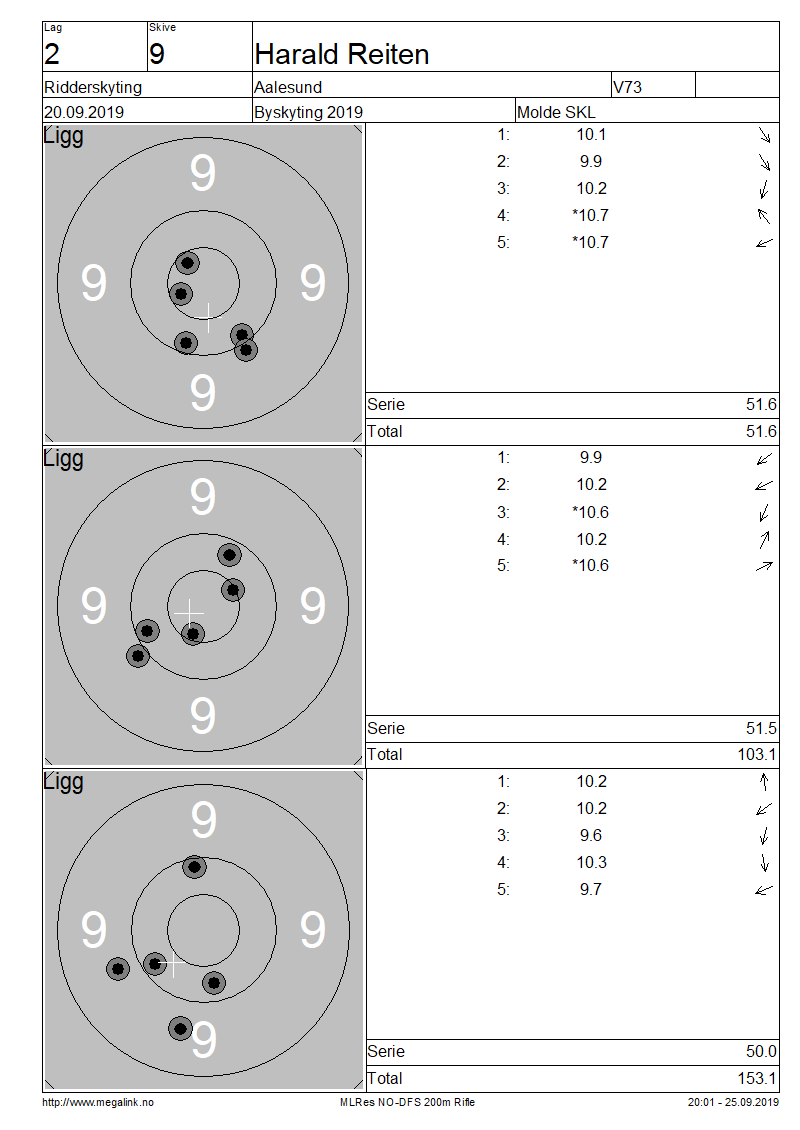 Lag Skive
2 9 Harald Reiten
Ridderskyting Aalesund V73
20.09.2019 Byskyting 2019 Molde SKL
Ligg
9
9 9
9
1: 10.1
2: 9.9
3: 10.2
4: *10.7
5: *10.7
Serie 51.6
Total 51.6
Ligg
9
9 9
9
1: 9.9
2: 10.2
3: *10.6
4: 10.2
5: *10.6
Serie 51.5
Total 103.1
Ligg
9
9 9
9
1: 10.2
2: 10.2
3: 9.6
4: 10.3
5: 9.7
Serie 50.0
Total 153.1
http://www.megalink.no MLRes NO-DFS 200m Rifle 20:01 - 25.09.2019